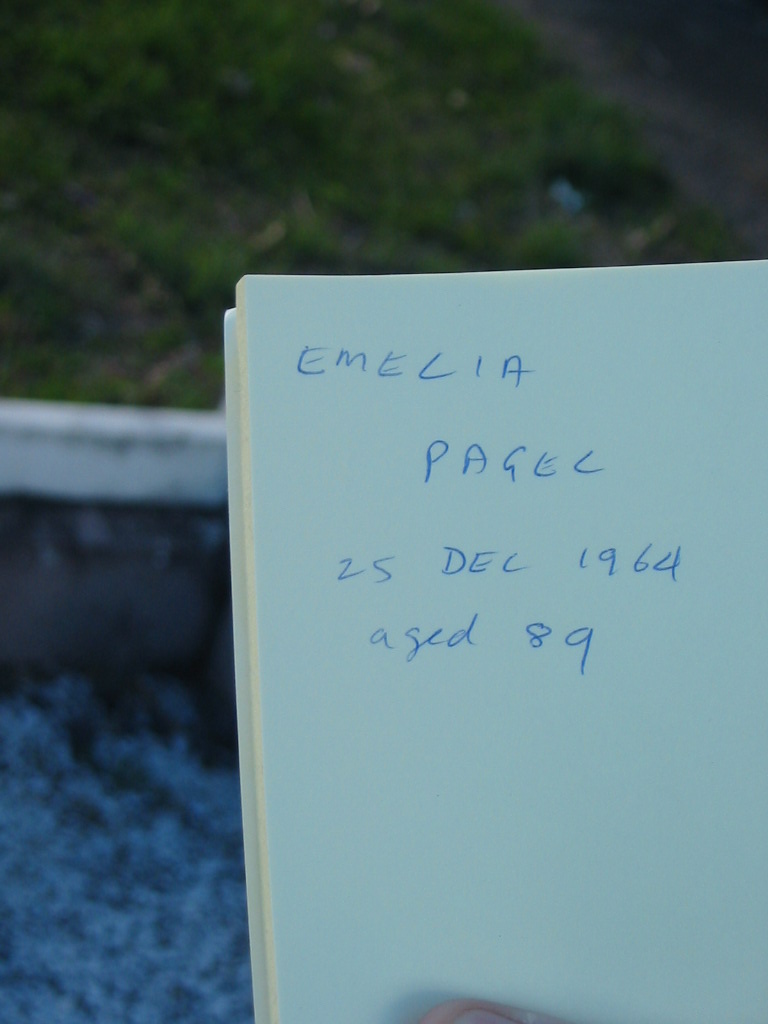 EMELIA
PAGEL
25 DEC 1964
aged 89